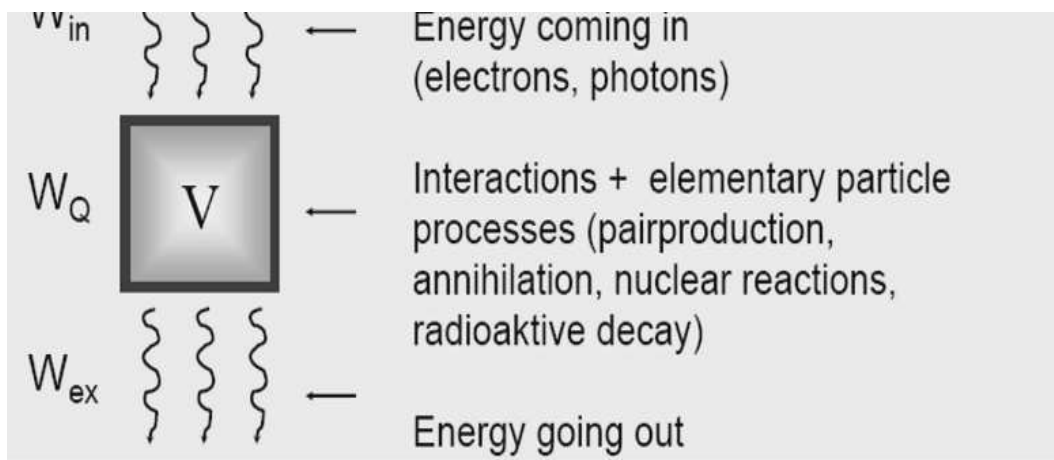 W_in
Energy coming in
(electrons, photons)
W_Q
V
Interactions + elementary particle
processes (pairproduction,
annihilation, nuclear reactions,
radioaktive decay)
W_ex
Energy going out